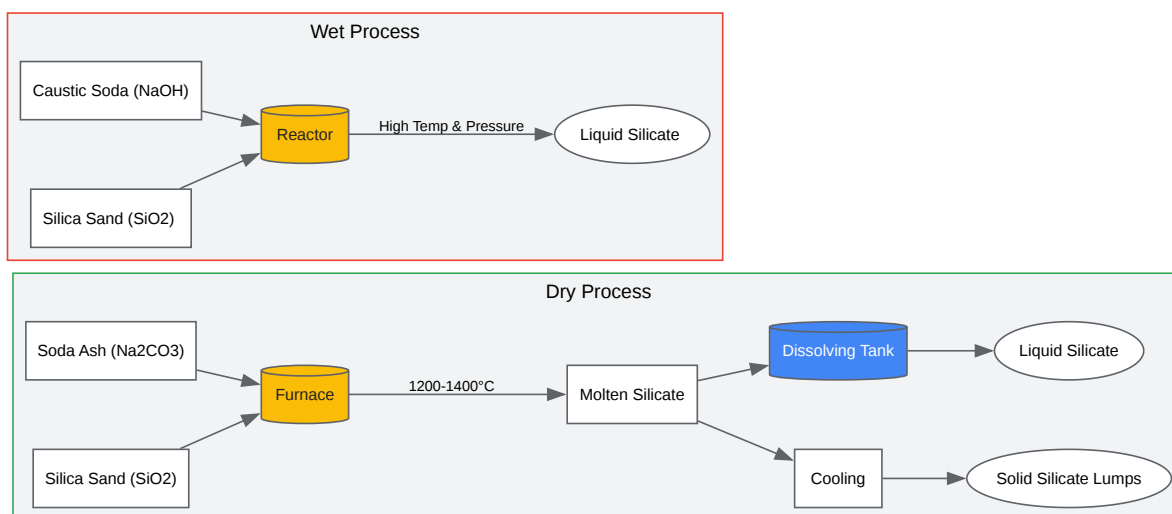 Wet Process
Caustic Soda (NaOH)
Reactor
High Temp & Pressure
Liquid Silicate
Silica Sand (SiO2)
Dry Process
Soda Ash (Na2CO3)
Furnace
1200-1400°C
Molten Silicate
Dissolving Tank
Liquid Silicate
Silica Sand (SiO2)
Cooling
Solid Silicate Lumps